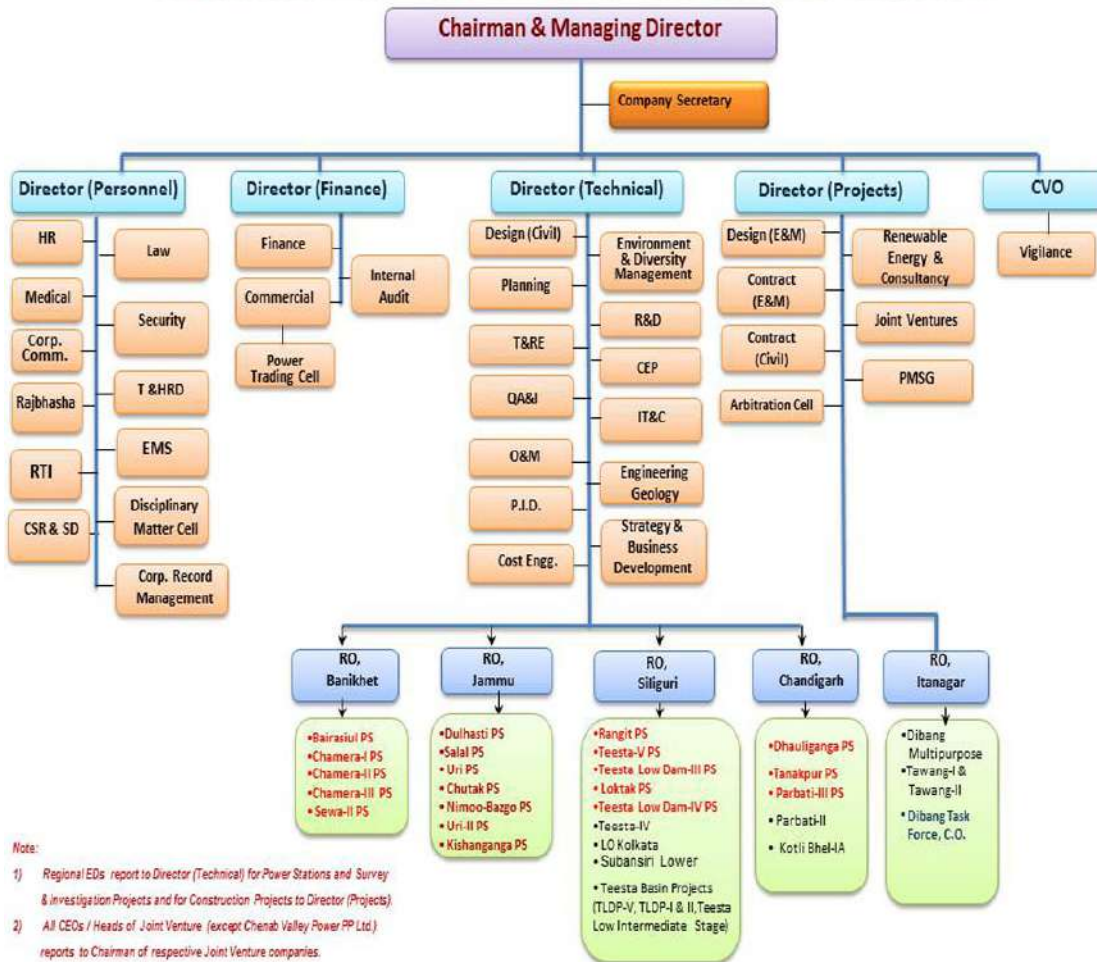 Chairman & Managing Director
Company Secretary
Director (Personnel)
Director (Finance)
Director (Technical)
Director (Projects)
CVO
HR
Law
Medical
Security
Corp.
Comm.
T &HRD
Rajbhasha
EMS
RTI
Disciplinary
Matter Cell
CSR & SD
Corp. Record
Management
Finance
Internal
Audit
Commercial
Power
Trading Cell
Design (Civil)
Environment
& Diversity
Management
Planning
R&D
T&RE
CEP
QA&I
IT&C
O&M
Engineering
Geology
P.I.D.
Strategy &
Business
Development
Cost Engg.
Design (E&M)
Renewable
Energy &
Consultancy
Contract
(E&M)
Joint Ventures
Contract
(Civil)
PMSG
Arbitration Cell
Vigilance
RO,
Banikhet
•Bairasiul PS
•Chamera-I PS
•Chamera-II PS
•Chamera-III PS
•Sewa-II PS
RO,
Jammu
•Dulhasti PS
•Salal PS
• Uri PS
• Chutak PS
• Nimoo-Bazgo PS
• Uri-II PS
• Kishanganga PS
RO,
Siliguri
•Rangit PS
•Teesta-V PS
•Teesta Low Dam-III PS
•Loktak PS
•Teesta Low Dam-IV PS
•Teesta-IV
•LO Kolkata
• Subansiri Lower
• Teesta Basin Projects
(TLDP-V, TLDP-I & II,Teesta
Low Intermediate Stage)
RO,
Chandigarh
•Dhauliganga PS
•Tanakpur PS
•Parbati-III PS
• Parbati-II
• Kotli Bhel-IA
RO,
Itanagar
•Dibang
Multipurpose
•Tawang-I &
Tawang-II
•Dibang Task
Force, C.O.
Note:
1) Regional EDs report to Director (Technical) for Power Stations and Survey
& investigation Projects and for Construction Projects to Director (Projects).
2) All CEOs / Heads of Joint Venture (except Chenab Valley Power PP Ltd.)
reports to Chairman of respective Joint Venture companies.